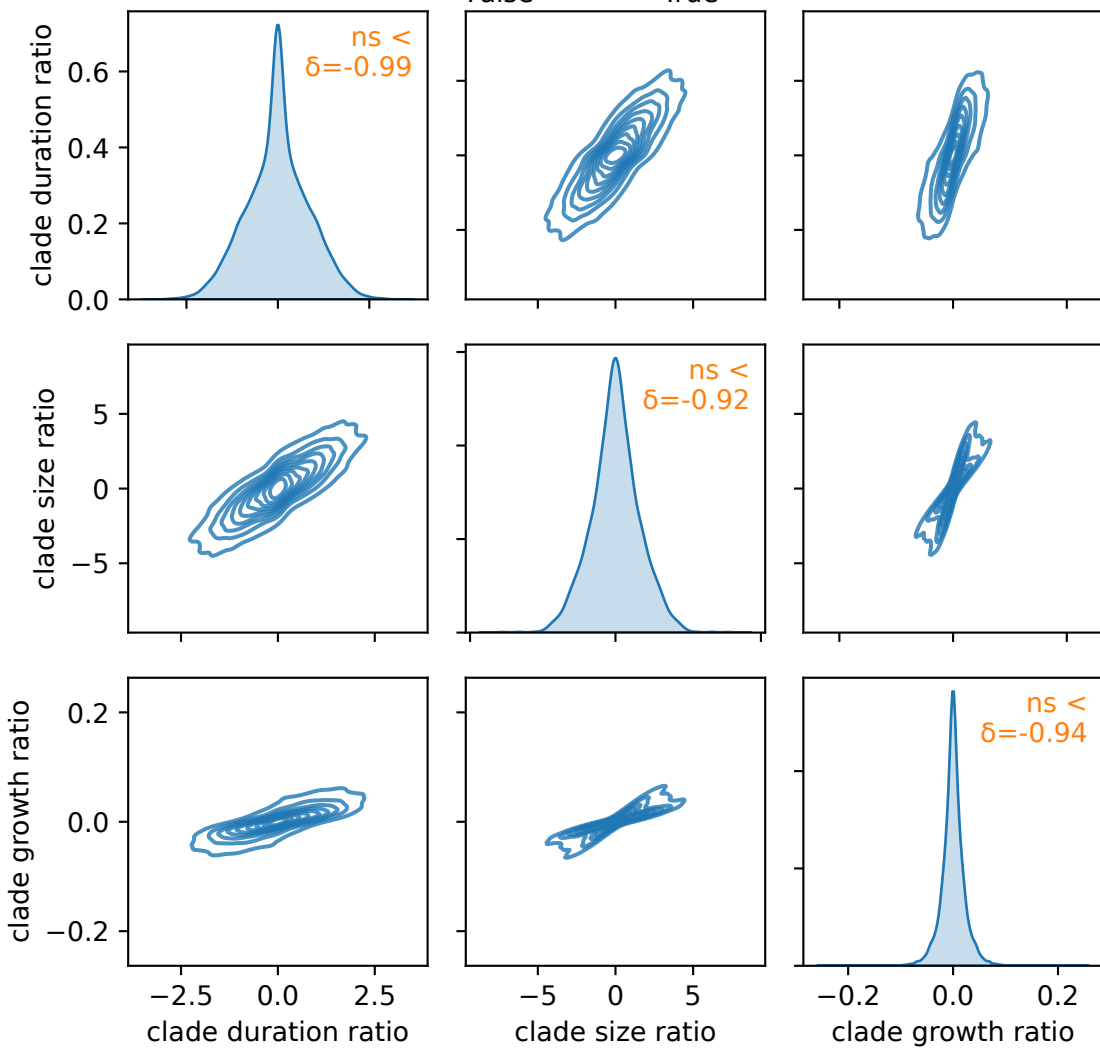 clade duration ratio
0.6
0.4
0.2
0.0
ns <
δ=-0.99
clade size ratio
5
0
−5
ns <
δ=-0.92
clade growth ratio
0.2
0.0
−0.2
ns <
δ=-0.94
−2.5 0.0 2.5
−5 0 5
−0.2 0.0 0.2
clade duration ratio
clade size ratio
clade growth ratio